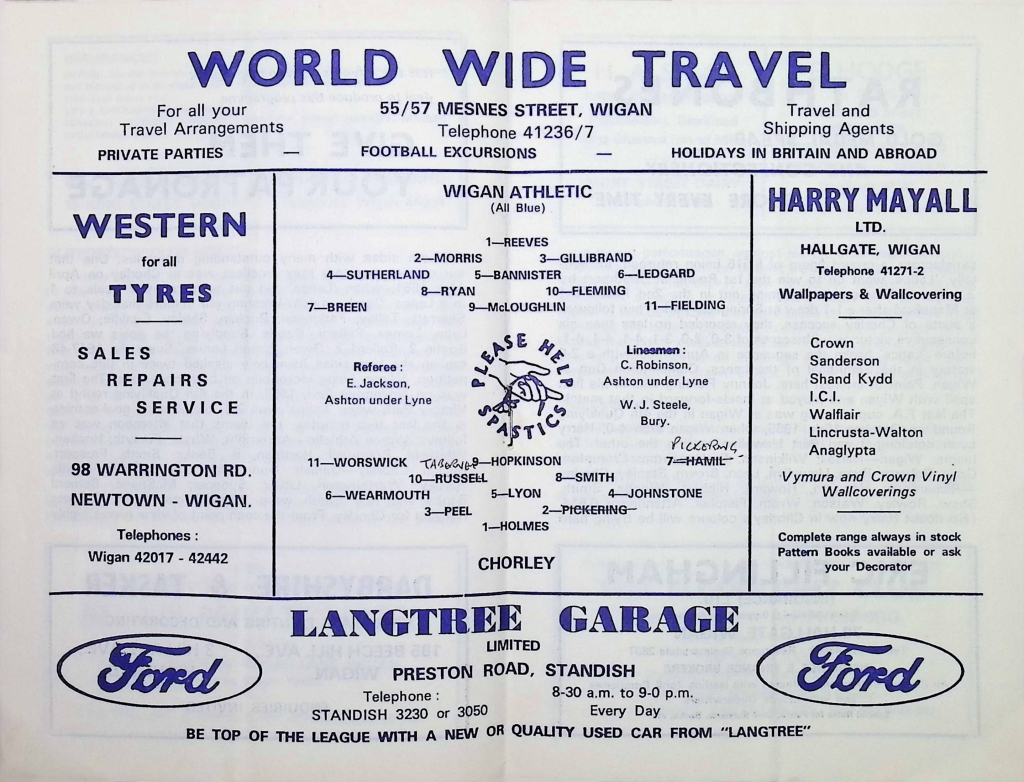 WORLD WIDE TRAVEL
For all your
Travel Arrangements
55/57 MESNES STREET, WIGAN
Telephone 41236/7
Travel and
Shipping Agents
PRIVATE PARTIES — FOOTBALL EXCURSIONS — HOLIDAYS IN BRITAIN AND ABROAD
WESTERN
for all
TYRES
SALES
REPAIRS
SERVICE
98 WARRINGTON RD.
NEWTOWN - WIGAN.
Telephones :
Wigan 42017 - 42442
WIGAN ATHLETIC
(All Blue)
1—REEVES
2—MORRIS 3—GILLIBRAND
4—SUTHERLAND 5—BANNISTER 6—LEDGARD
8—RYAN 10—FLEMING
7—BREEN 9—McLOUGHLIN 11—FIELDING
Referee :
E. Jackson,
Ashton under Lyne
PLEASE HELP
SPASTICS
Linesmen :
C. Robinson,
Ashton under Lyne
W. J. Steele,
Bury.
PICKERING
11—WORSWICK TABERNER 9—HOPKINSON 7—HAMIL
10—RUSSELL 8—SMITH
6—WEARMOUTH 5—LYON 4—JOHNSTONE
3—PEEL 2—PICKERING
1—HOLMES
CHORLEY
HARRY MAYALL
LTD.
HALLGATE, WIGAN
Telephone 41271-2
Wallpapers & Wallcovering
Crown
Sanderson
Shand Kydd
I.C.I.
Walflair
Lincrusta-Walton
Anaglypta
Vymura and Crown Vinyl
Wallcoverings
Complete range always in stock
Pattern Books available or ask
your Decorator
LANGTREE GARAGE
LIMITED
PRESTON ROAD, STANDISH
Ford
Telephone :
STANDISH 3230 or 3050
8-30 a.m. to 9-0 p.m.
Every Day
Ford
BE TOP OF THE LEAGUE WITH A NEW OR QUALITY USED CAR FROM "LANGTREE"